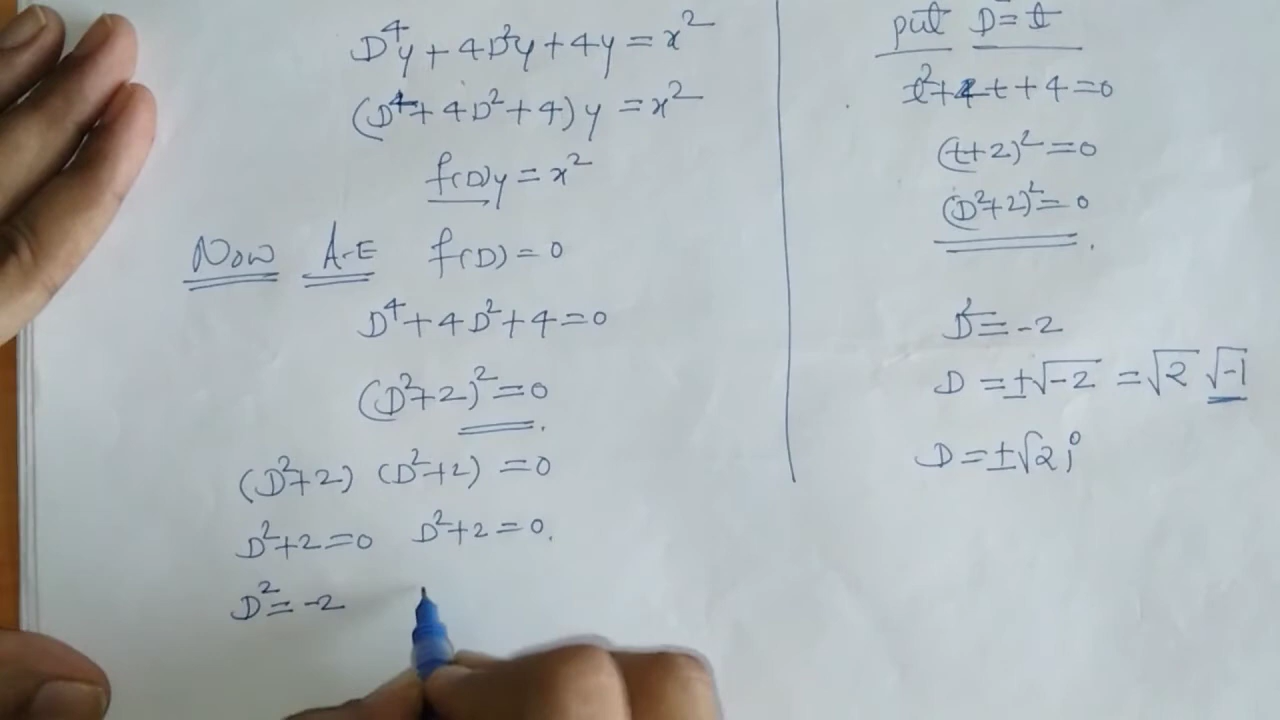 D⁴y + 4D²y + 4y = x²
(D⁴ + 4D² + 4) y = x²
f(D)y = x²
Now A-E f(D) = 0
D⁴ + 4D² + 4 = 0
(D² + 2)² = 0
(D² + 2) (D² + 2) = 0
D² + 2 = 0 D² + 2 = 0.
D² = -2
put D = t
t² + 4t + 4 = 0
(t + 2)² = 0
(D² + 2)² = 0
D² = -2
D = ±√-2 = √2 √-1
D = ±√2 i